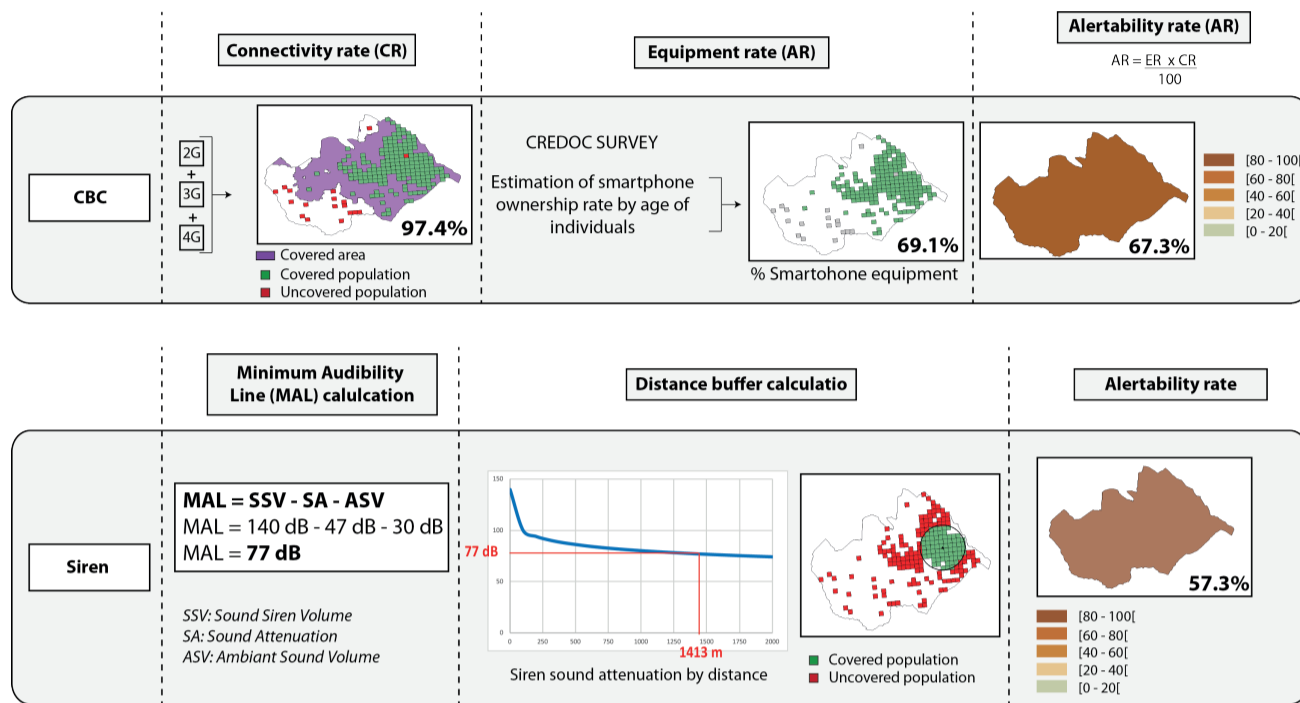 Connectivity rate (CR)
Equipment rate (AR)
Alertability rate (AR)
AR = ER x CR
100
CBC
2G
+
3G
+
4G
97.4%
Covered area
Covered population
Uncovered population
CREDOC SURVEY
Estimation of smartphone
ownership rate by age of
individuals
69.1%
% Smartohone equipment
67.3%
[80 - 100[
[60 - 80[
[40 - 60[
[20 - 40[
[0 - 20[
Minimum Audibility
Line (MAL) calulcation
Distance buffer calculatio
Alertability rate
Siren
MAL = SSV - SA - ASV
MAL = 140 dB - 47 dB - 30 dB
MAL = 77 dB
SSV: Sound Siren Volume
SA: Sound Attenuation
ASV: Ambiant Sound Volume
150
100
77 dB
50
0
0 250 500 750 1000 1250 1500 1750 2000
1413 m
Siren sound attenuation by distance
Covered population
Uncovered population
57.3%
[80 - 100[
[60 - 80[
[40 - 60[
[20 - 40[
[0 - 20[